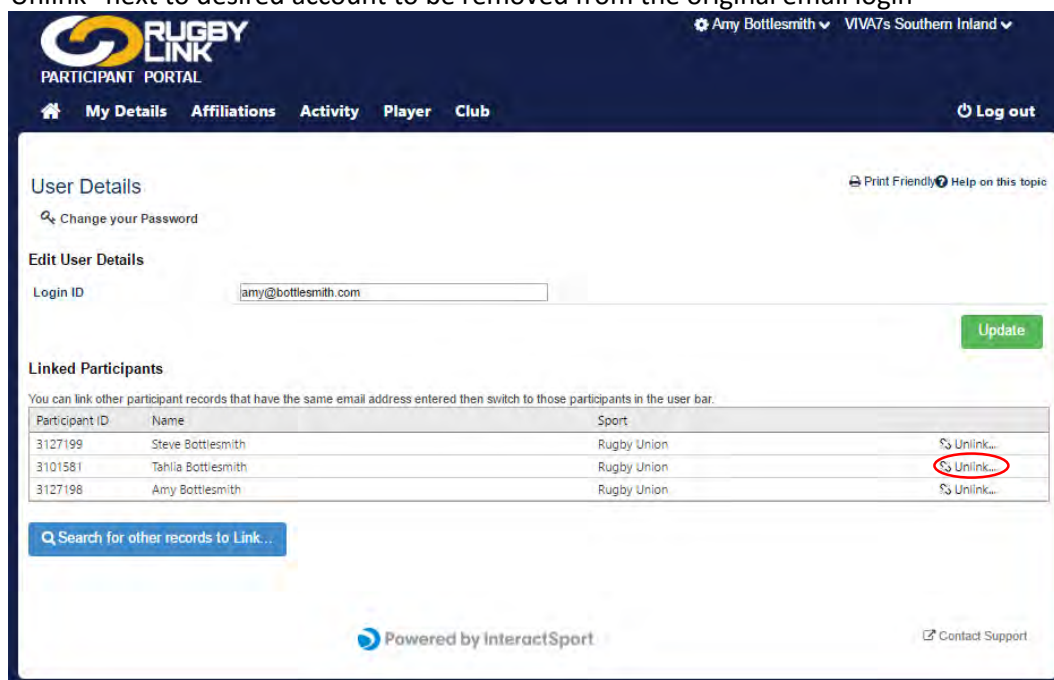 Unlink" next to desired account to be removed from the original email login
RUGBY LINK
PARTICIPANT PORTAL
Amy Bottlesmith VIVA7s Southern Inland
My Details Affiliations Activity Player Club Log out
User Details Print Friendly Help on this topic
Change your Password
Edit User Details
Login ID amy@bottlesmith.com
Update
Linked Participants
You can link other participant records that have the same email address entered then switch to those participants in the user bar.
Participant ID Name Sport
3127199 Steve Bottlesmith Rugby Union Unlink...
3101581 Tahlia Bottlesmith Rugby Union Unlink...
3127198 Amy Bottlesmith Rugby Union Unlink...
Search for other records to Link...
Powered by InteractSport Contact Support